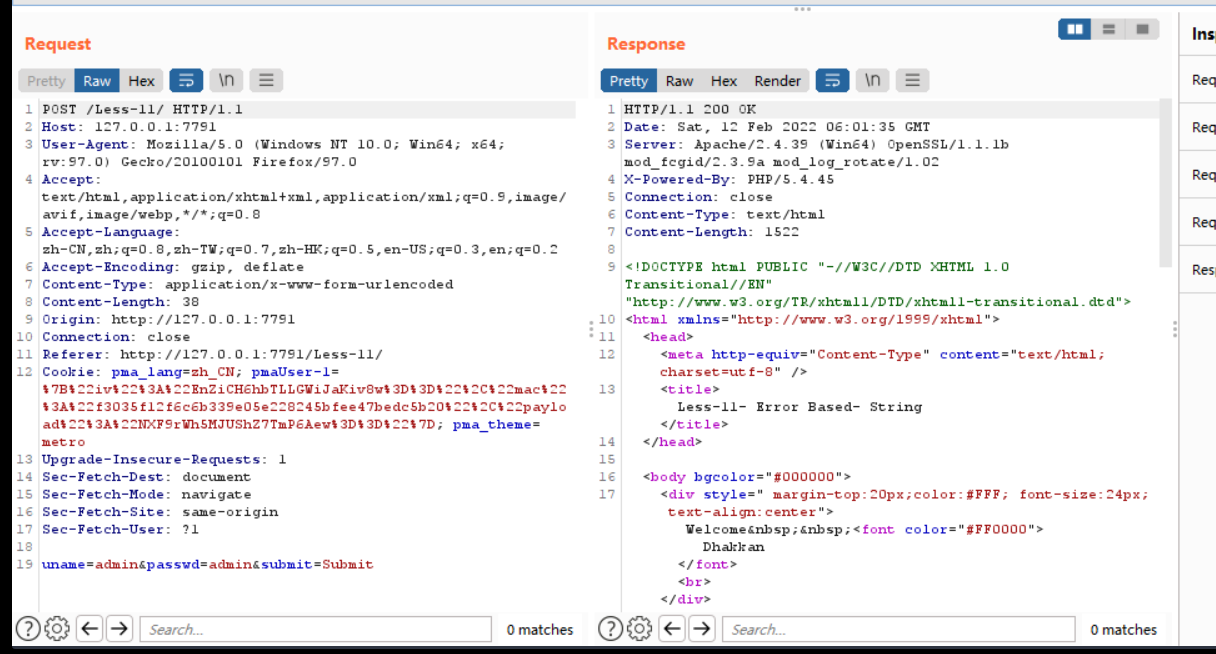 Request
Pretty Raw Hex \n
1 POST /Less-11/ HTTP/1.1
2 Host: 127.0.0.1:7791
3 User-Agent: Mozilla/5.0 (Windows NT 10.0; Win64; x64;
rv:97.0) Gecko/20100101 Firefox/97.0
4 Accept:
text/html,application/xhtml+xml,application/xml;q=0.9,image/
avif,image/webp,*/*;q=0.8
5 Accept-Language:
zh-CN,zh;q=0.8,zh-TW;q=0.7,zh-HK;q=0.5,en-US;q=0.3,en;q=0.2
6 Accept-Encoding: gzip, deflate
7 Content-Type: application/x-www-form-urlencoded
8 Content-Length: 38
9 Origin: http://127.0.0.1:7791
10 Connection: close
11 Referer: http://127.0.0.1:7791/Less-11/
12 Cookie: pma_lang=zh_CN; pmaUser-1=
%7B%22iv%22%3A%22EnZiCH6hbTLLGWiJaKiv8w%3D%3D%22%2C%22mac%22
%3A%22f3035f12f6c6b339e05e228245bfee47bedc5b20%22%2C%22paylo
ad%22%3A%22NXF9rWh5MJUShZ7TmP6Aew%3D%3D%22%7D; pma_theme=
metro
13 Upgrade-Insecure-Requests: 1
14 Sec-Fetch-Dest: document
15 Sec-Fetch-Mode: navigate
16 Sec-Fetch-Site: same-origin
17 Sec-Fetch-User: ?1
18
19 uname=admin&passwd=admin&submit=Submit
Search...
0 matches
Response
Pretty Raw Hex Render \n
1 HTTP/1.1 200 OK
2 Date: Sat, 12 Feb 2022 06:01:35 GMT
3 Server: Apache/2.4.39 (Win64) OpenSSL/1.1.1b
mod_fcgid/2.3.9a mod_log_rotate/1.02
4 X-Powered-By: PHP/5.4.45
5 Connection: close
6 Content-Type: text/html
7 Content-Length: 1522
8
9 <!DOCTYPE html PUBLIC "-//W3C//DTD XHTML 1.0
Transitional//EN"
"http://www.w3.org/TR/xhtml1/DTD/xhtml1-transitional.dtd">
10 <html xmlns="http://www.w3.org/1999/xhtml">
11 <head>
12 <meta http-equiv="Content-Type" content="text/html;
charset=utf-8" />
13 <title>
Less-11- Error Based- String
</title>
14 </head>
15
16 <body bgcolor="#000000">
17 <div style=" margin-top:20px;color:#FFF; font-size:24px;
text-align:center">
Welcome&nbsp;&nbsp;<font color="#FF0000">
Dhakkan
</font>
<br>
</div>
Search...
0 matches
Ins
Req
Req
Req
Req
Res